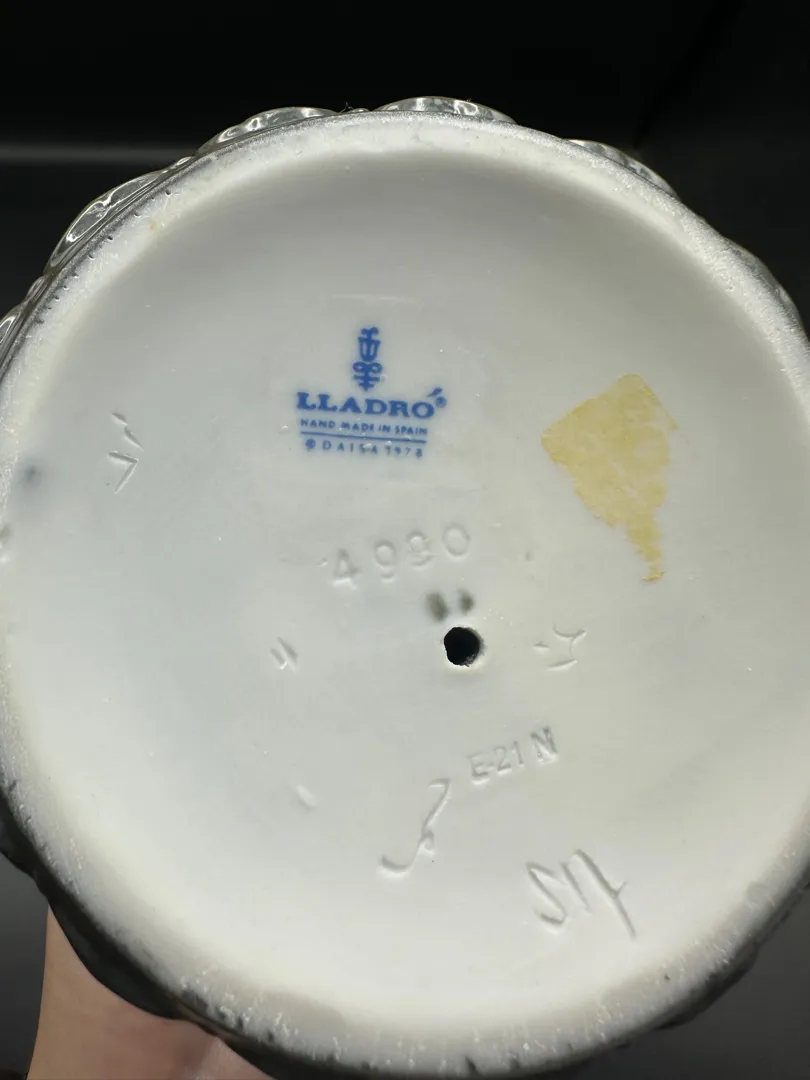 LLADRÓ®
HAND MADE IN SPAIN
© DAISA 1978
4990
E-21 N